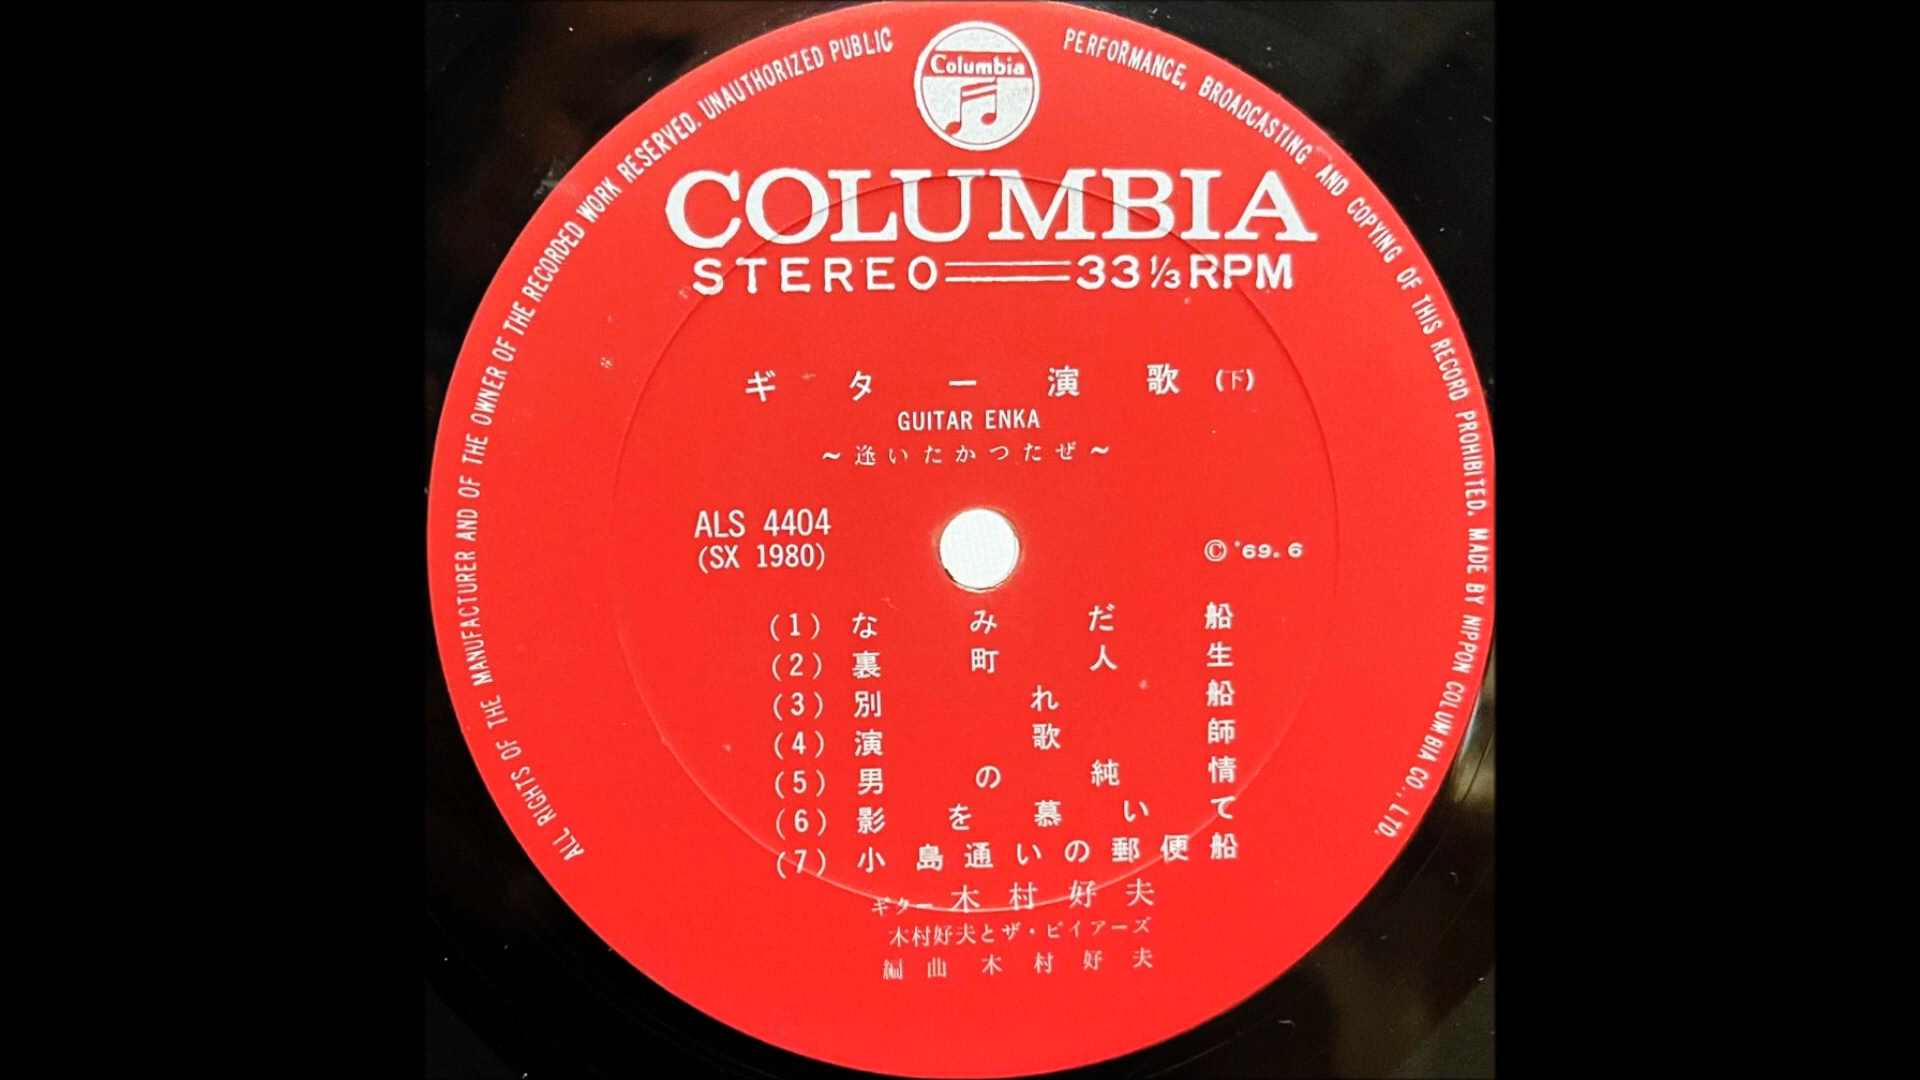 ALL RIGHTS OF THE MANUFACTURER AND OF THE OWNER OF THE RECORDED WORK RESERVED. UNAUTHORIZED PUBLIC PERFORMANCE, BROADCASTING AND COPYING OF THIS RECORD PROHIBITED. MADE BY NIPPON COLUMBIA CO., LTD.
Columbia
COLUMBIA
STEREO 33⅓RPM
ギター演歌(下)
GUITAR ENKA
~逢いたかつたぜ~
ALS 4404
(SX 1980)
© '69.6
(1) なみだ船
(2) 裏町人生
(3) 別れ船
(4) 演歌師
(5) 男の純情
(6) 影を慕いて
(7) 小島通いの郵便船
ギター 木村好夫
木村好夫とザ・ビイアーズ
編曲 木村好夫